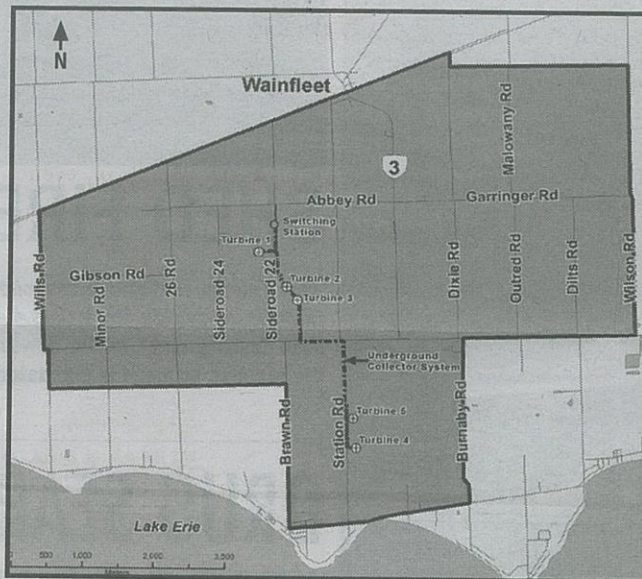 N
Wainfleet
Malowany Rd
3
Abbey Rd
Garringer Rd
Switching
Station
Turbine 1
Gibson Rd
Wills Rd
Minor Rd
26 Rd
Sideroad 24
Sideroad 22
Turbine 2
Turbine 3
Dixie Rd
Outred Rd
Dilts Rd
Wilson Rd
Underground
Collector System
Brawn Rd
Station Rd
Burnaby Rd
Turbine 5
Turbine 4
Lake Erie
0 500 1,000 2,000 3,000
Meters